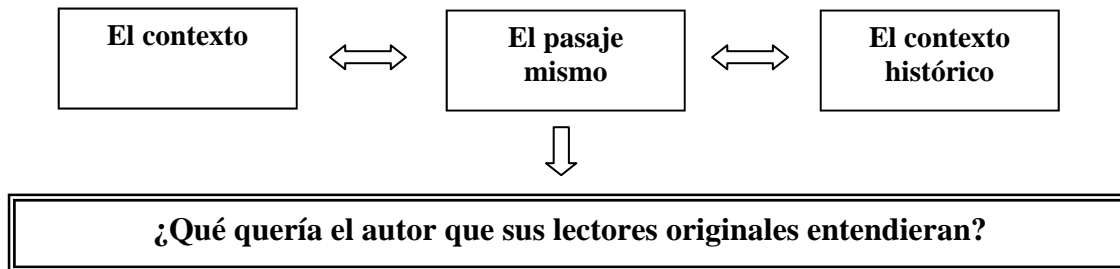 El contexto
El pasaje
mismo
El contexto
histórico
¿Qué quería el autor que sus lectores originales entendieran?